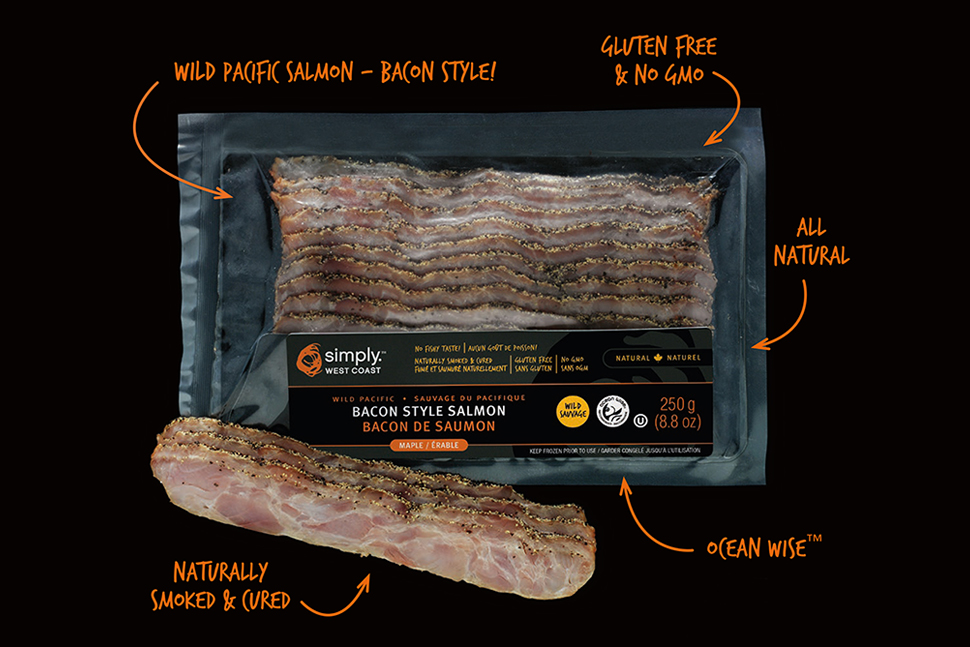 WILD PACIFIC SALMON – BACON STYLE!
GLUTEN FREE
& NO GMO
ALL
NATURAL
simply.™
WEST COAST
NO FISHY TASTE! | AUCUN GOÛT DE POISSON!
NATURALLY SMOKED & CURED
FUMÉ ET SAUMURÉ NATURELLEMENT
GLUTEN FREE
SANS GLUTEN
NO GMO
SANS OGM
NATURAL NATUREL
WILD PACIFIC • SAUVAGE DU PACIFIQUE
BACON STYLE SALMON
BACON DE SAUMON
MAPLE / ÉRABLE
WILD
SAUVAGE
U
250 g
(8.8 oz)
KEEP FROZEN PRIOR TO USE / GARDER CONGELÉ JUSQU'À L'UTILISATION
OCEAN WISE™
NATURALLY
SMOKED & CURED